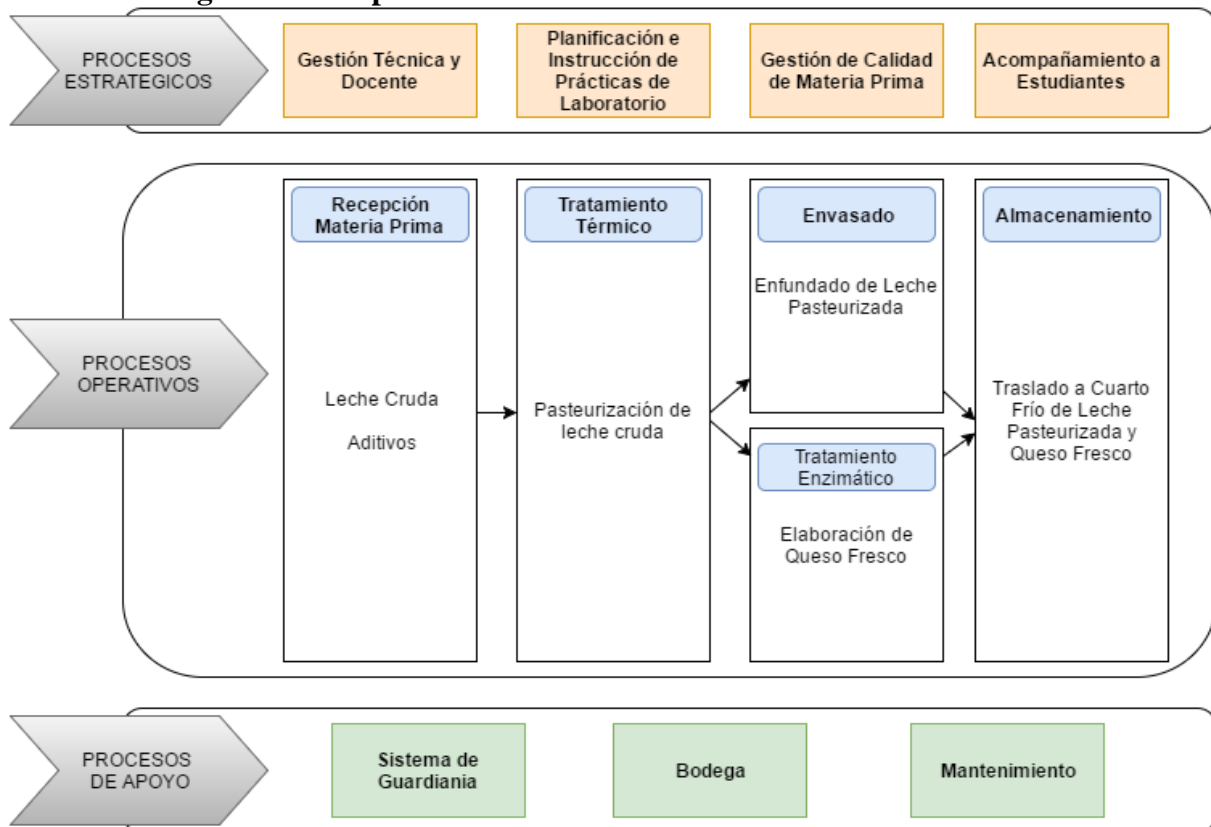 PROCESOS
ESTRATEGICOS
Gestión Técnica y
Docente
Planificación e
Instrucción de
Prácticas de
Laboratorio
Gestión de Calidad
de Materia Prima
Acompañamiento a
Estudiantes
PROCESOS
OPERATIVOS
Recepción
Materia Prima
Leche Cruda
Aditivos
Tratamiento
Térmico
Pasteurización de
leche cruda
Envasado
Enfundado de Leche
Pasteurizada
Tratamiento
Enzimático
Elaboración de
Queso Fresco
Almacenamiento
Traslado a Cuarto
Frío de Leche
Pasteurizada y
Queso Fresco
PROCESOS
DE APOYO
Sistema de
Guardiania
Bodega
Mantenimiento